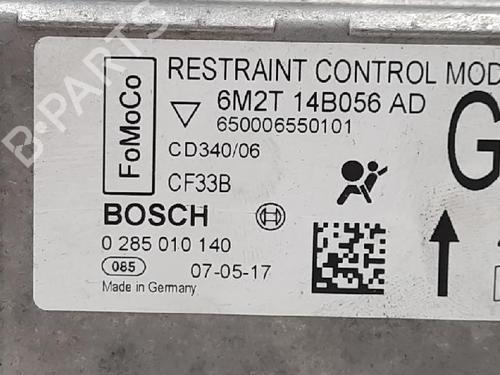 RESTRAINT CONTROL MOD
FoMoCo
6M2T 14B056 AD
650006550101
CD340/06
CF33B
G
BOSCH
0 285 010 140
085
07-05-17
Made in Germany
B-PARTS